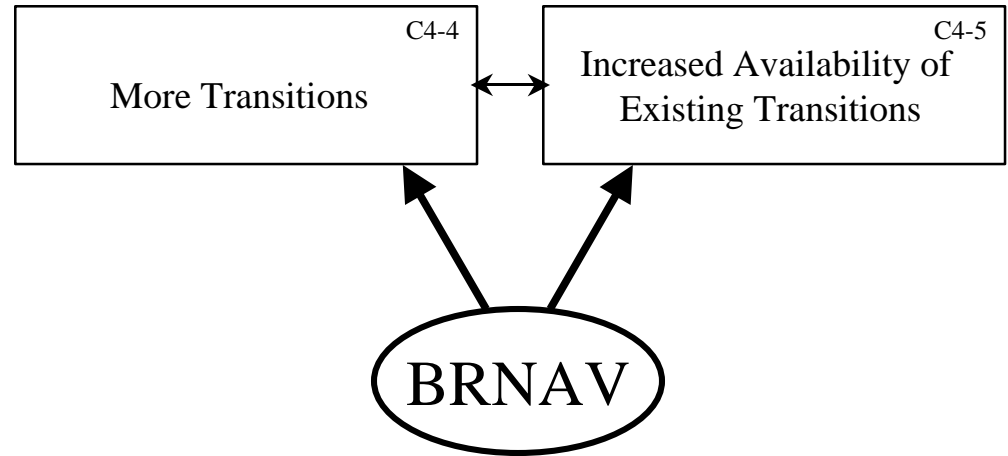 C4-4
More Transitions
C4-5
Increased Availability of
Existing Transitions
BRNAV